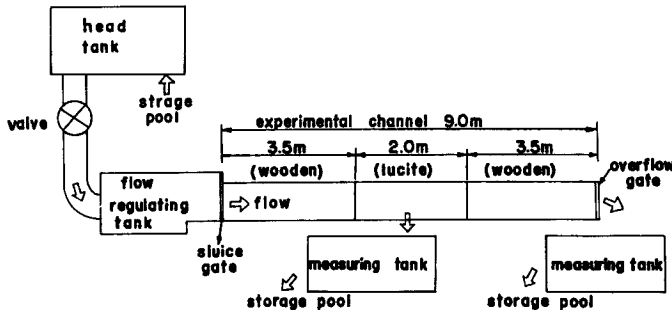 head
tank
strage
pool
valve
experimental channel 9.0m
3.5m
2.0m
3.5m
(wooden)
(lucite)
(wooden)
overflow
gate
flow
regulating
tank
flow
sluice
gate
measuring tank
measuring tank
storage pool
storage pool